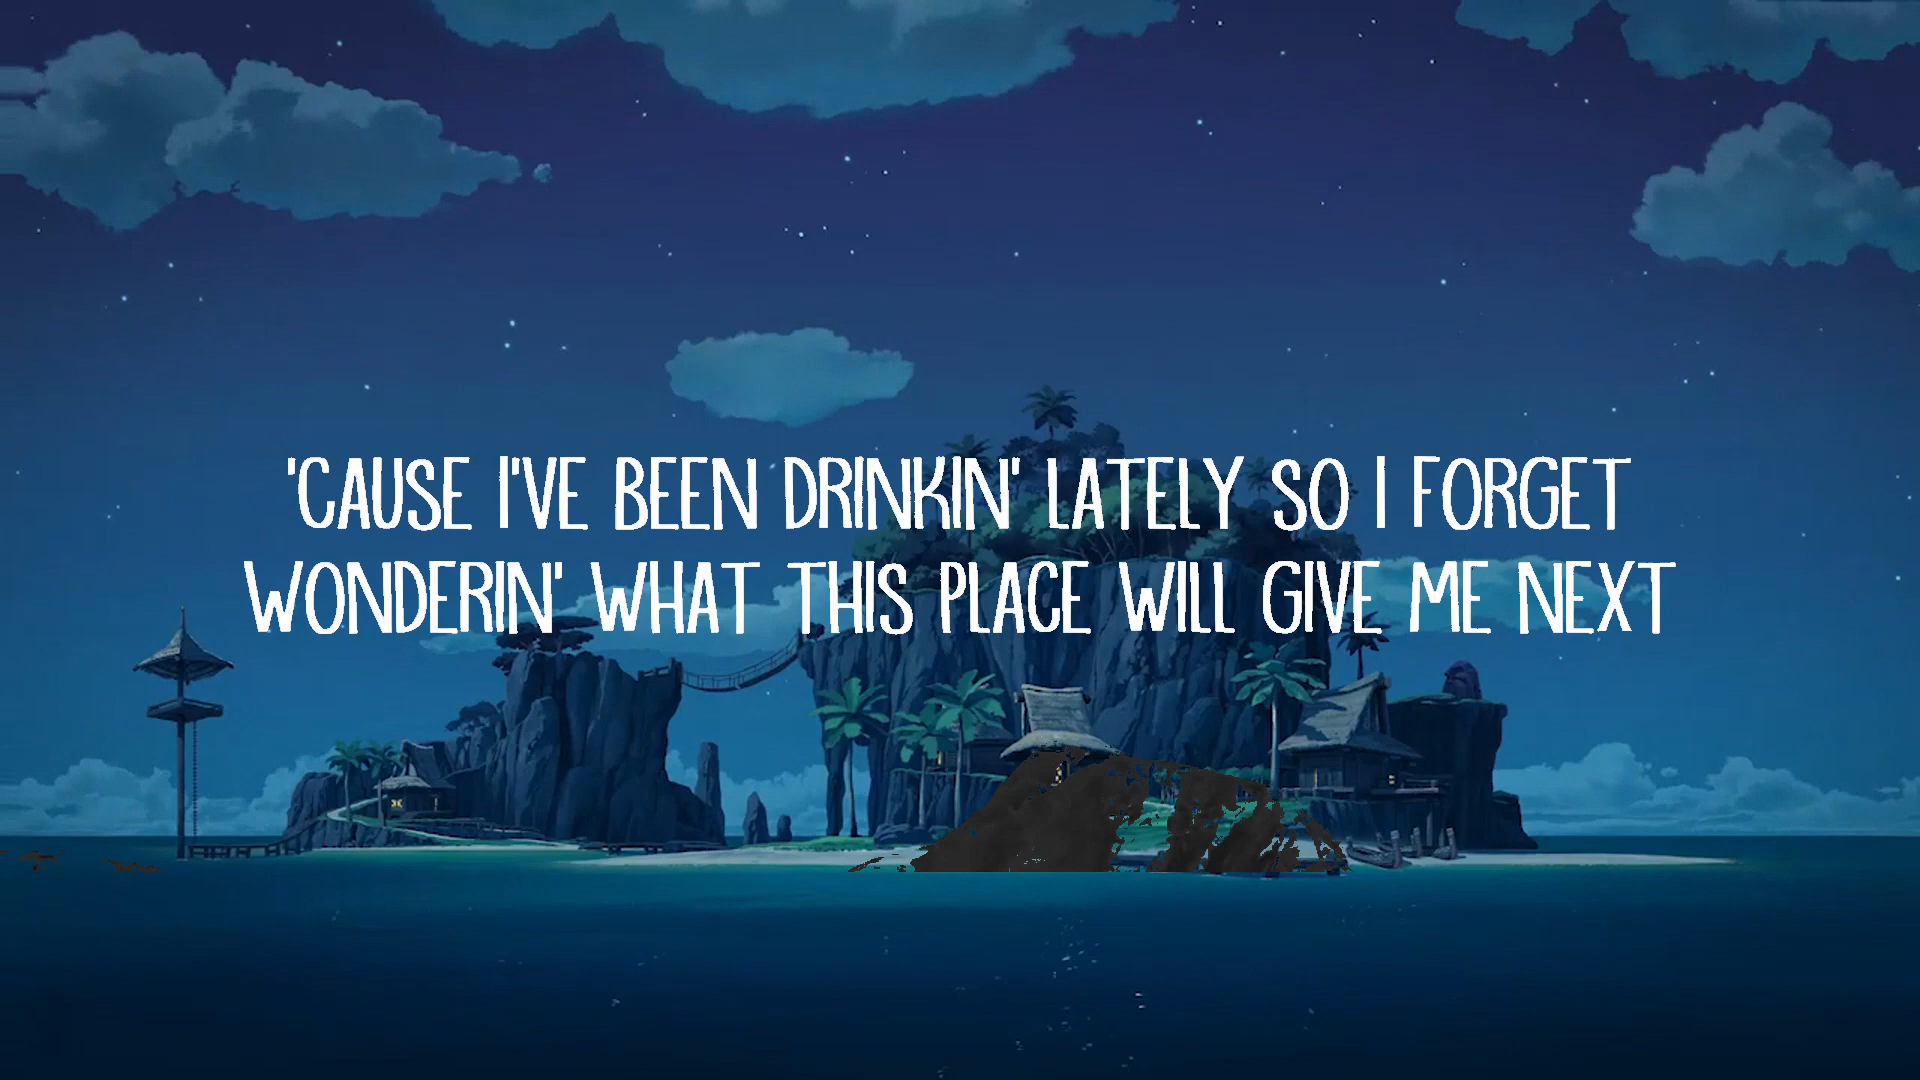 'CAUSE I'VE BEEN DRINKIN' LATELY SO I FORGET
WONDERIN' WHAT THIS PLACE WILL GIVE ME NEXT